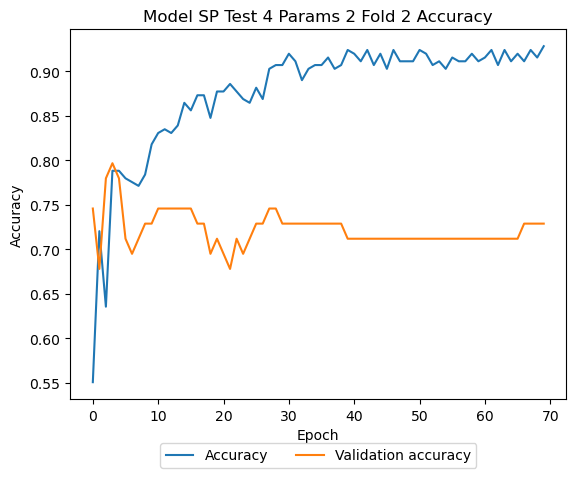 Model SP Test 4 Params 2 Fold 2 Accuracy
Accuracy
0.90
0.85
0.80
0.75
0.70
0.65
0.60
0.55
0 10 20 30 40 50 60 70
Epoch
Accuracy Validation accuracy